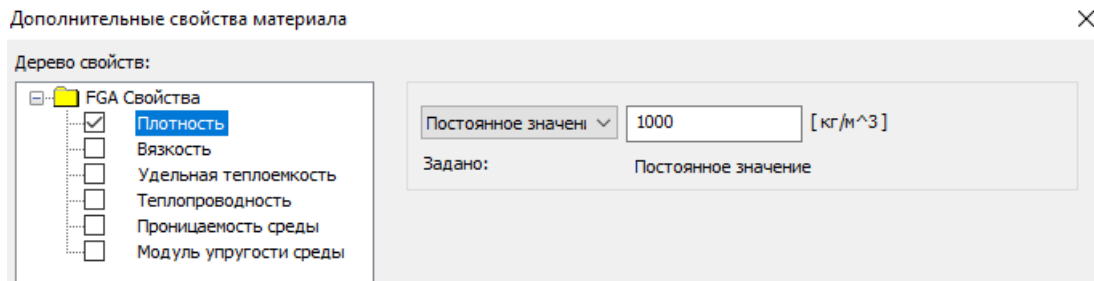 Дополнительные свойства материала
Дерево свойств:
FGA Свойства
Плотность
Вязкость
Удельная теплоемкость
Теплопроводность
Проницаемость среды
Модуль упругости среды
Постоянное значені 1000 [кг/м^3]
Задано: Постоянное значение